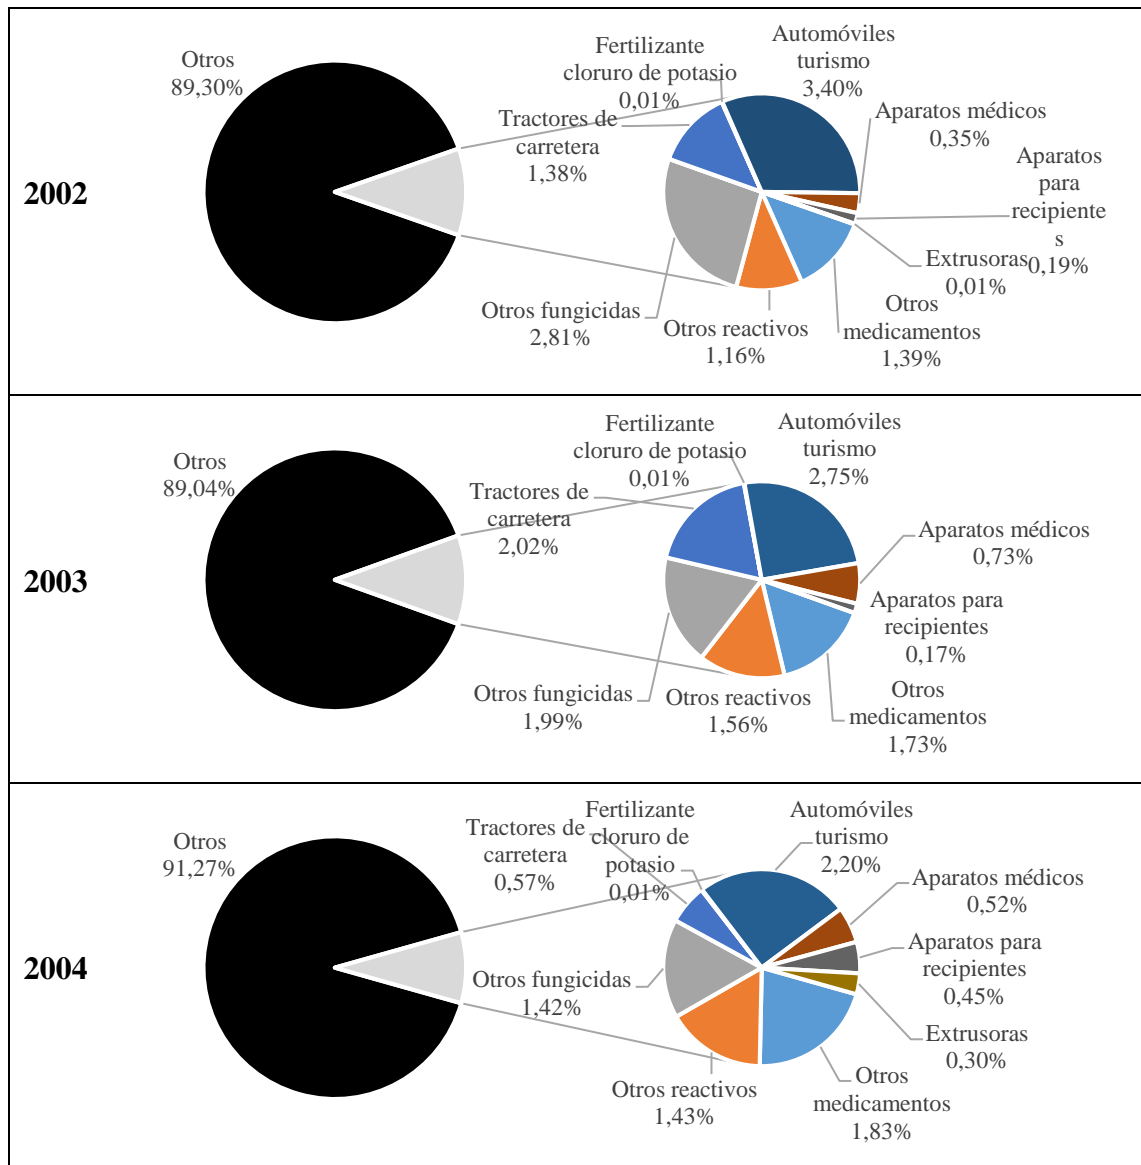 2002
Otros
89,30%
Fertilizante
cloruro de potasio
0,01%
Automóviles
turismo
3,40%
Tractores de
carretera
1,38%
Aparatos médicos
0,35%
Aparatos
para
recipiente
s
0,19%
Extrusoras
0,01%
Otros
medicamentos
1,39%
Otros reactivos
1,16%
Otros fungicidas
2,81%
2003
Otros
89,04%
Fertilizante
cloruro de potasio
0,01%
Automóviles
turismo
2,75%
Tractores de
carretera
2,02%
Aparatos médicos
0,73%
Aparatos para
recipientes
0,17%
Otros
medicamentos
1,73%
Otros reactivos
1,56%
Otros fungicidas
1,99%
2004
Otros
91,27%
Tractores de
carretera
0,57%
Fertilizante
cloruro de
potasio
0,01%
Automóviles
turismo
2,20%
Aparatos médicos
0,52%
Aparatos para
recipientes
0,45%
Extrusoras
0,30%
Otros
medicamentos
1,83%
Otros reactivos
1,43%
Otros fungicidas
1,42%